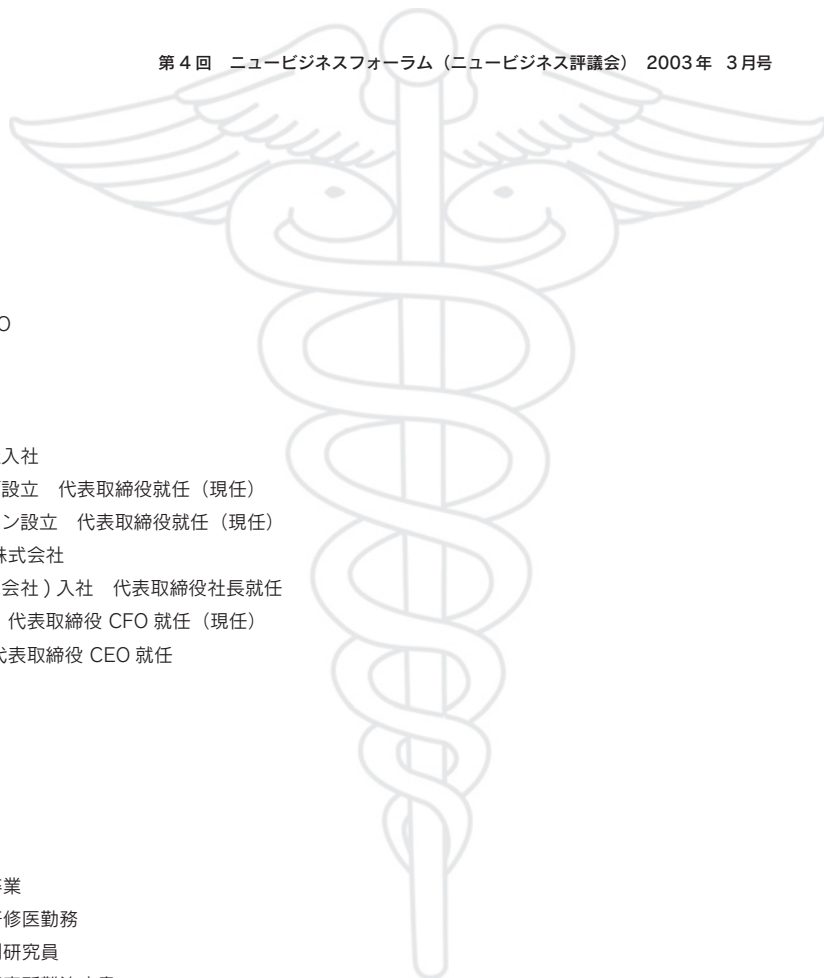 第4回　ニュービジネスフォーラム（ニュービジネス評議会）　2003年　3月号
O
入社
設立　代表取締役就任（現任）
ン設立　代表取締役就任（現任）
株式会社
会社）入社　代表取締役社長就任
代表取締役 CFO 就任（現任）
代表取締役 CEO 就任
卒業
研修医勤務
研究員